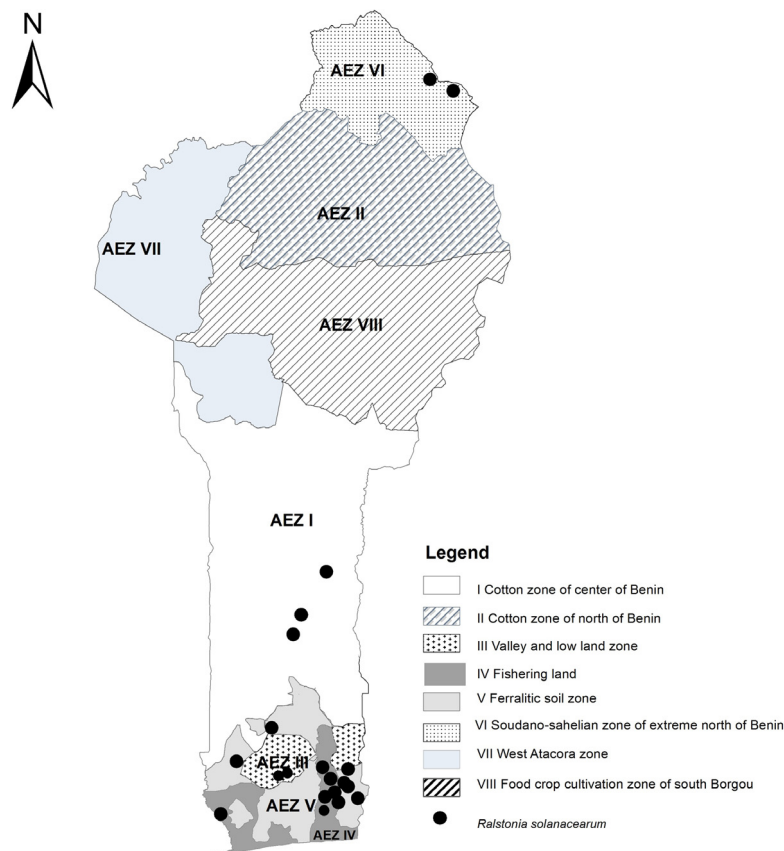 N
AEZ VI
AEZ II
AEZ VII
AEZ VIII
AEZ I
AEZ III
AEZ V
AEZ IV
Legend
I Cotton zone of center of Benin
II Cotton zone of north of Benin
III Valley and low land zone
IV Fishering land
V Ferralitic soil zone
VI Soudano-sahelian zone of extreme north of Benin
VII West Atacora zone
VIII Food crop cultivation zone of south Borgou
Ralstonia solanacearum